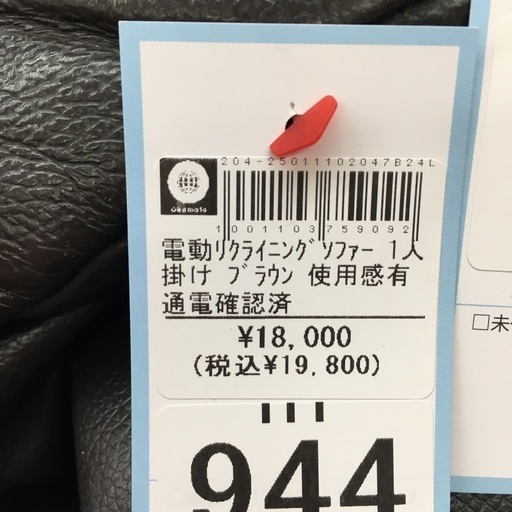 204-25011102047B24L
Okamoto
1001103759092
電動ﾘｸﾗｲﾆﾝｸﾞｿﾌｧｰ 1人
掛け ﾌﾞﾗｳﾝ 使用感有
通電確認済
¥18,000
(税込¥19,800)
944
□未